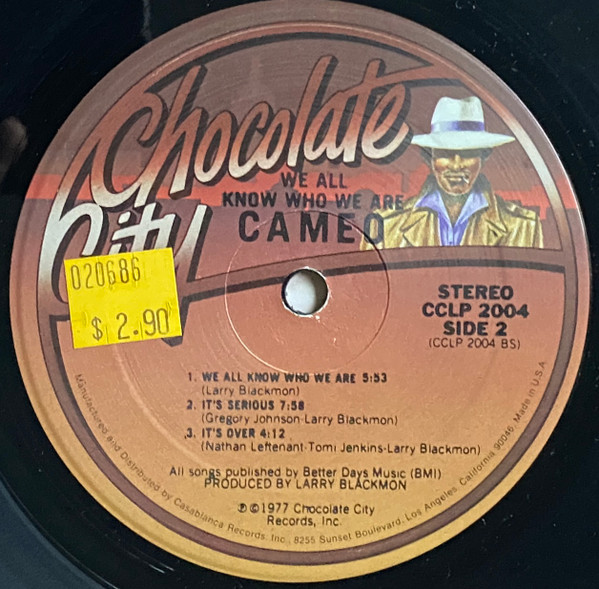 Chocolate
City
WE ALL
KNOW WHO WE ARE
CAMEO
020686
$ 2.90
STEREO
CCLP 2004
SIDE 2
(CCLP 2004 BS)
1. WE ALL KNOW WHO WE ARE 5:53
(Larry Blackmon)
2. IT'S SERIOUS 7:58
(Gregory Johnson-Larry Blackmon)
3. IT'S OVER 4:12
(Nathan Leftenant-Tomi Jenkins-Larry Blackmon)
All songs published by Better Days Music (BMI)
PRODUCED BY LARRY BLACKMON
℗©1977 Chocolate City
Records, Inc.
Manufactured and Distributed by Casablanca Records, Inc., 8255 Sunset Boulevard, Los Angeles, California 90046, Made in U.S.A.